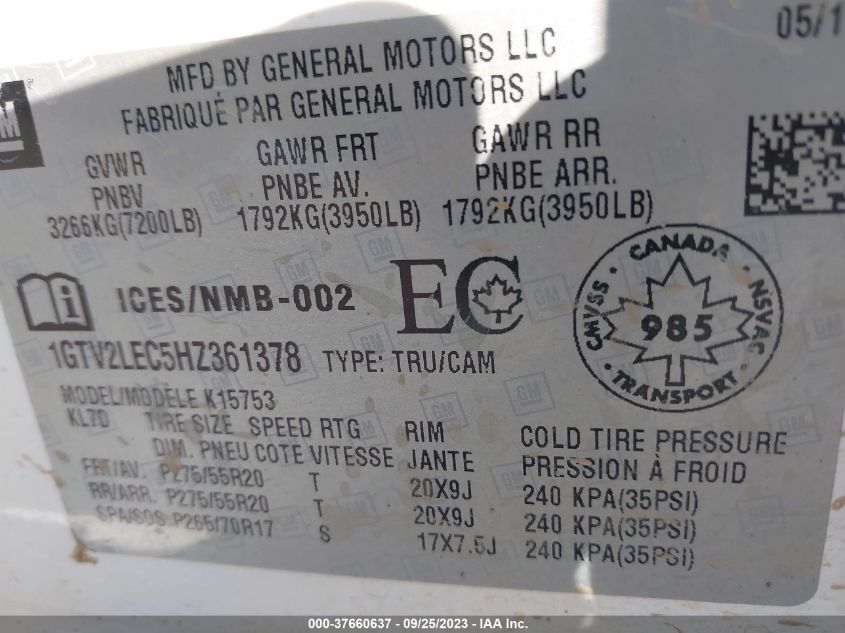 05/1
MFD BY GENERAL MOTORS LLC
FABRIQUÉ PAR GENERAL MOTORS LLC
GM
GVWR GAWR FRT GAWR RR
PNBV PNBE AV. PNBE ARR.
3266KG(7200LB) 1792KG(3950LB) 1792KG(3950LB)
ICES/NMB-002 EC
CANADA
CMVSS 985 NSVAC
TRANSPORT
1GTV2LEC5HZ361378 TYPE: TRU/CAM
MODEL/MODÈLE K15753
KL7D TIRE SIZE SPEED RTG RIM COLD TIRE PRESSURE
DIM. PNEU COTE VITESSE JANTE PRESSION À FROID
FRT/AV. P275/55R20 T 20X9J 240 KPA(35PSI)
RR/ARR. P275/55R20 T 20X9J 240 KPA(35PSI)
SPA/SOS P265/70R17 S 17X7.5J 240 KPA(35PSI)
000-37660637 - 09/25/2023 - IAA Inc.